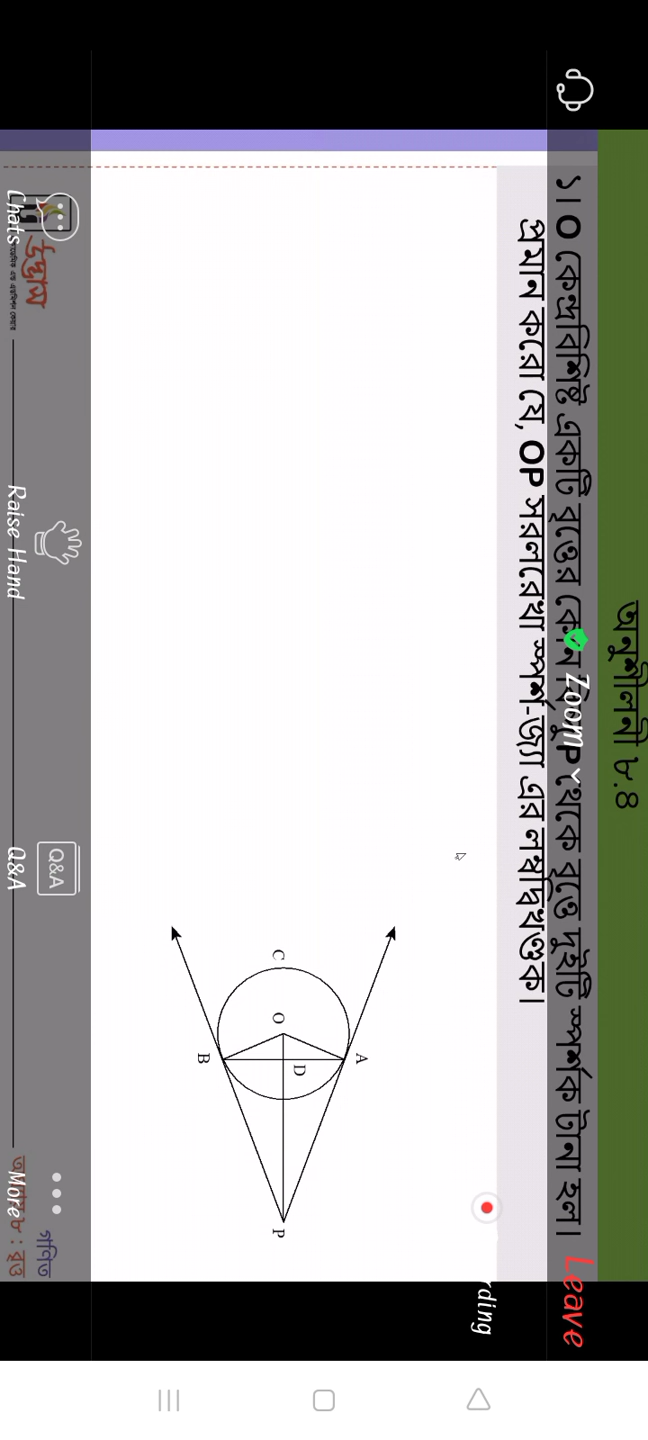 অনুশীলনী ৮.৪
১। O কেন্দ্রবিশিষ্ট একটি বৃত্তের কোন বিন্দু P থেকে বৃত্তে দুইটি স্পর্শক টানা হল।
প্রমান করো যে, OP সরলরেখা স্পর্শ-জ্যা এর লম্বদ্বিখণ্ডক।
Zoom
Leave
rding
A
C
O
D
P
B
উদ্ভাস
গণিত
অধ্যায় ৮ : বৃত্ত
Chats
Raise Hand
Q&A
Q&A
More